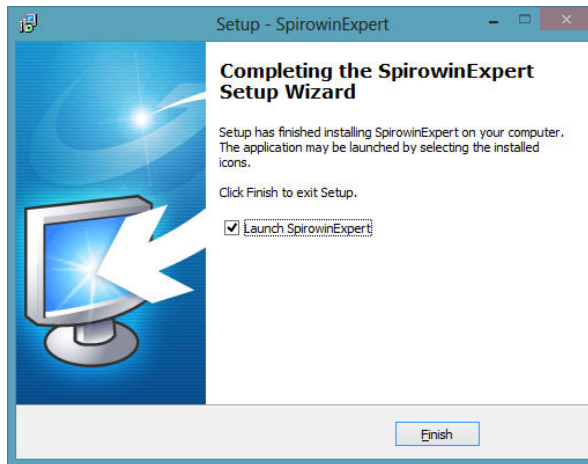 Setup - SpirowinExpert
Completing the SpirowinExpert
Setup Wizard
Setup has finished installing SpirowinExpert on your computer.
The application may be launched by selecting the installed
icons.
Click Finish to exit Setup.
Launch SpirowinExpert
Finish